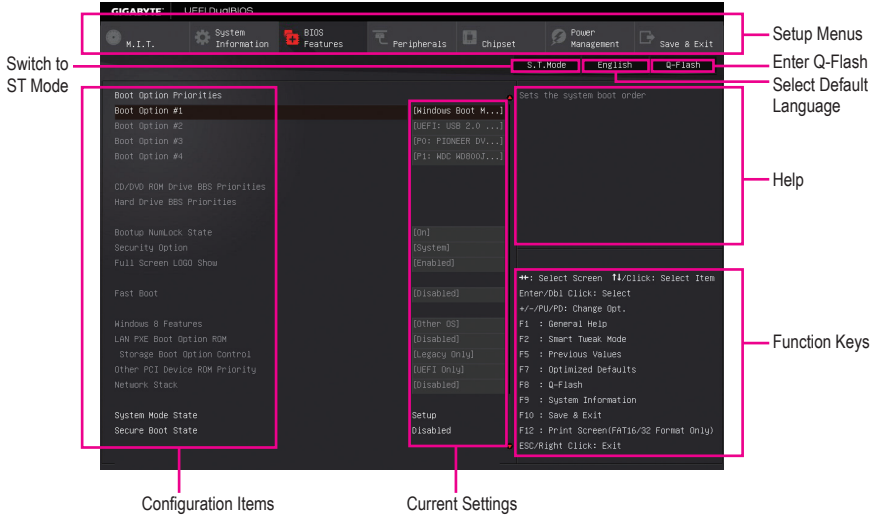 GIGABYTE UEFI DualBIOS
M.I.T.
System Information
BIOS Features
Peripherals
Chipset
Power Management
Save & Exit
Setup Menus
Switch to ST Mode
S.T.Mode English Q-Flash
Enter Q-Flash
Select Default Language
Boot Option Priorities
Boot Option #1 [Windows Boot M...]
Boot Option #2 [UEFI: USB 2.0 ...]
Boot Option #3 [P0: PIONEER DV...]
Boot Option #4 [P1: WDC WD800J...]
CD/DVD ROM Drive BBS Priorities
Hard Drive BBS Priorities
Bootup NumLock State [On]
Security Option [System]
Full Screen LOGO Show [Enabled]
Fast Boot [Disabled]
Windows 8 Features [Other OS]
LAN PXE Boot Option ROM [Disabled]
Storage Boot Option Control [Legacy Only]
Other PCI Device ROM Priority [UEFI Only]
Network Stack [Disabled]
System Mode State Setup
Secure Boot State Disabled
Sets the system boot order
Help
→←: Select Screen ↑↓/Click: Select Item
Enter/Dbl Click: Select
+/-/PU/PD: Change Opt.
F1 : General Help
F2 : Smart Tweak Mode
F5 : Previous Values
F7 : Optimized Defaults
F8 : Q-Flash
F9 : System Information
F10 : Save & Exit
F12 : Print Screen(FAT16/32 Format Only)
ESC/Right Click: Exit
Function Keys
Configuration Items
Current Settings